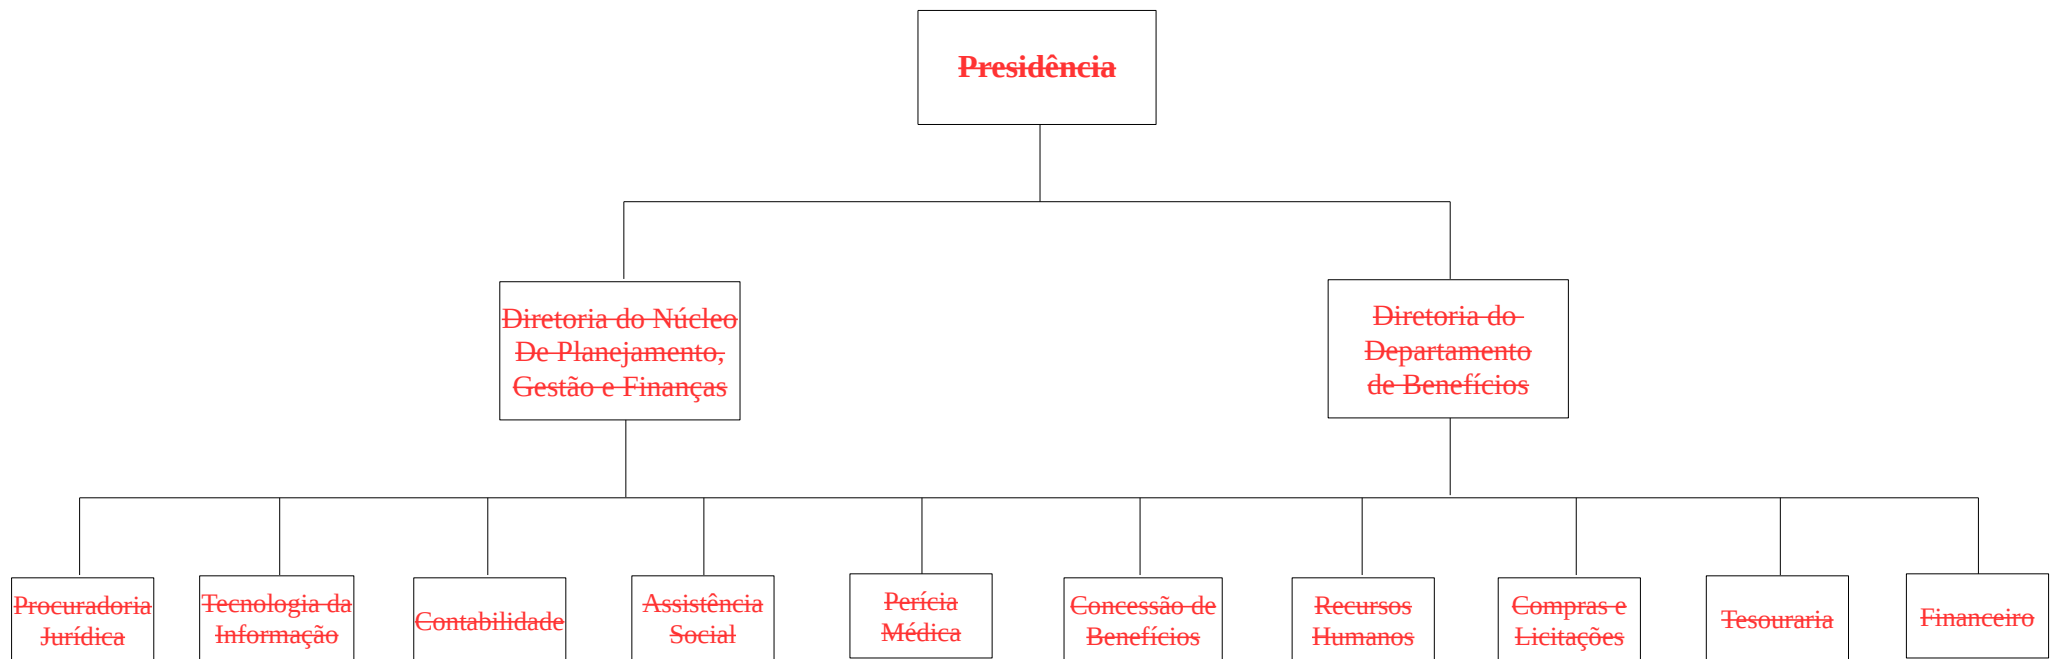 Presidência
Diretoria do Núcleo
De Planejamento,
Gestão e Finanças
Diretoria do
Departamento
de Benefícios
Procuradoria
Jurídica
Tecnologia da
Informação
Contabilidade
Assistência
Social
Perícia
Médica
Concessão de
Benefícios
Recursos
Humanos
Compras e
Licitações
Tesouraria
Financeiro